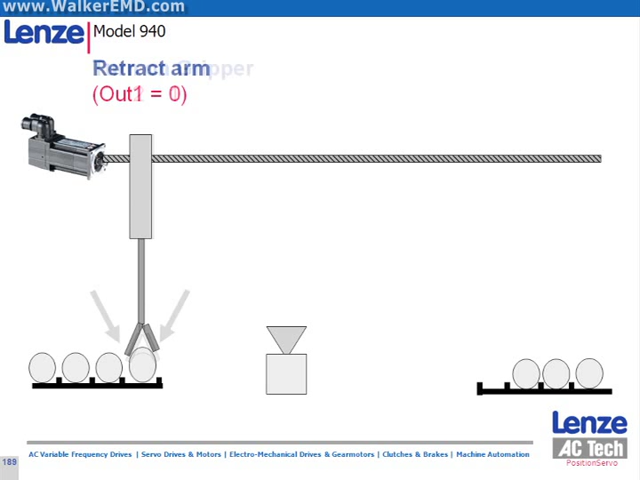 www.WalkerEMD.com
Lenze Model 940
Retract arm
Gripper
(Out1 = 0)
Lenze
AC Tech
PositionServo
AC Variable Frequency Drives | Servo Drives & Motors | Electro-Mechanical Drives & Gearmotors | Clutches & Brakes | Machine Automation
189